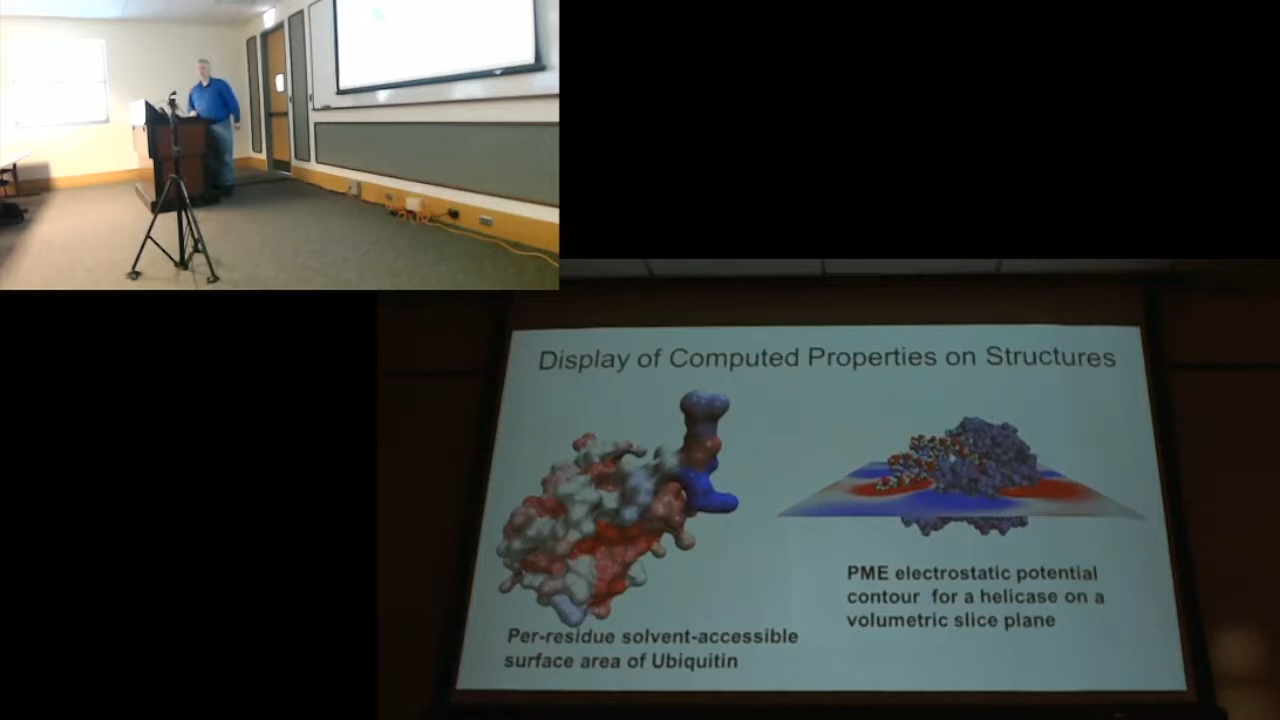 Display of Computed Properties on Structures
Per-residue solvent-accessible
surface area of Ubiquitin
PME electrostatic potential
contour for a helicase on a
volumetric slice plane